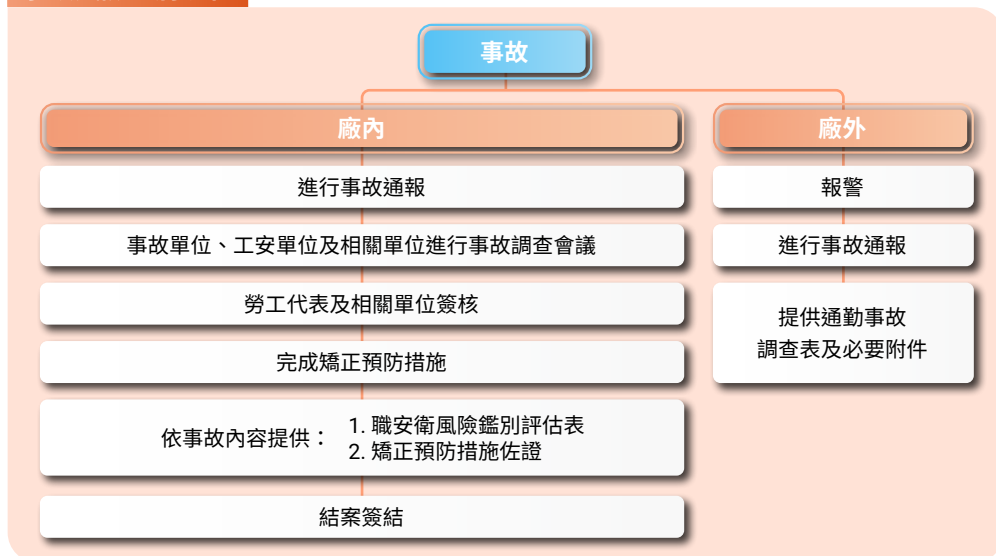 事故
廠內
進行事故通報
事故單位、工安單位及相關單位進行事故調查會議
勞工代表及相關單位簽核
完成矯正預防措施
依事故內容提供：
1. 職安衛風險鑑別評估表
2. 矯正預防措施佐證
結案簽結
廠外
報警
進行事故通報
提供通勤事故
調查表及必要附件